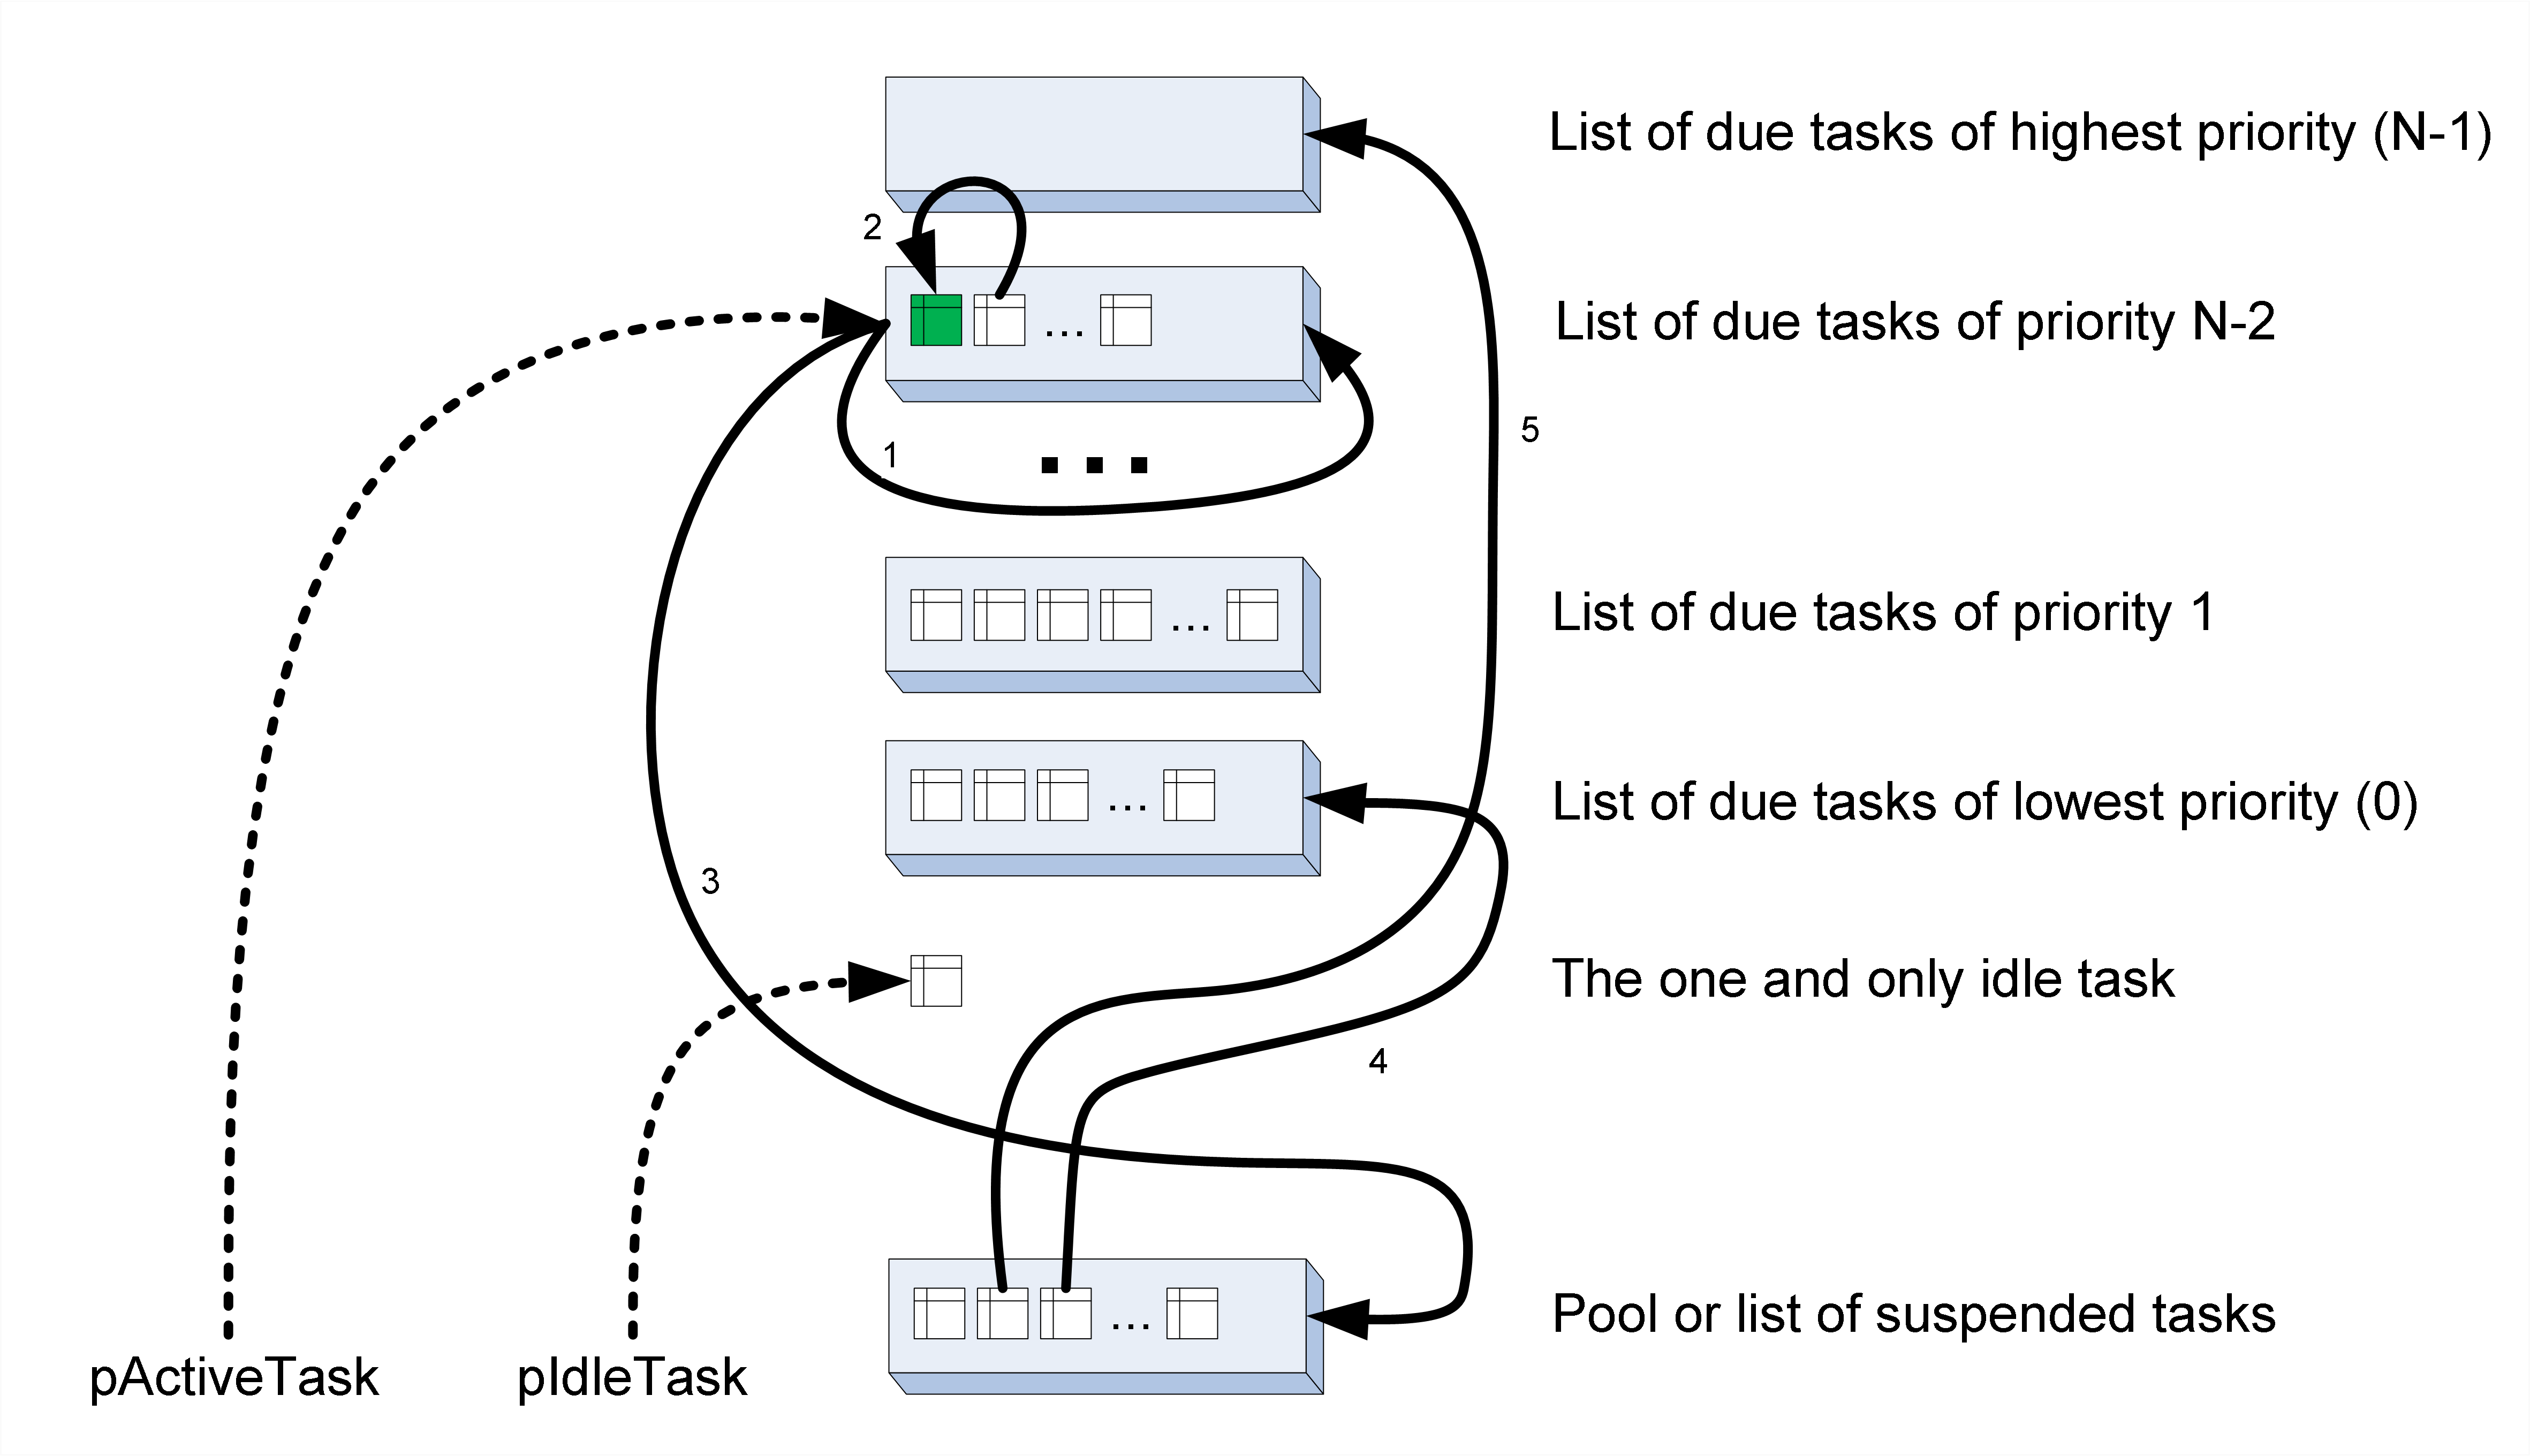 List of due tasks of highest priority (N-1)
2
List of due tasks of priority N-2
...
5
1
...
List of due tasks of priority 1
...
List of due tasks of lowest priority (0)
...
3
The one and only idle task
4
Pool or list of suspended tasks
...
pActiveTask
pIdleTask